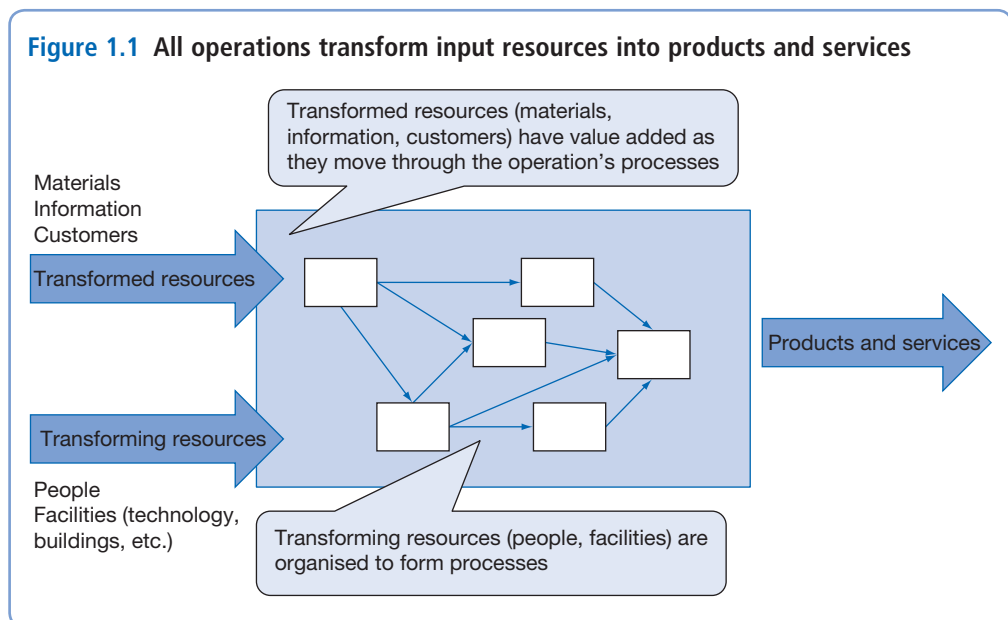 Figure 1.1 All operations transform input resources into products and services
Transformed resources (materials,
information, customers) have value added as
they move through the operation’s processes
Materials
Information
Customers
Transformed resources
Products and services
Transforming resources
People
Facilities (technology,
buildings, etc.)
Transforming resources (people, facilities) are
organised to form processes